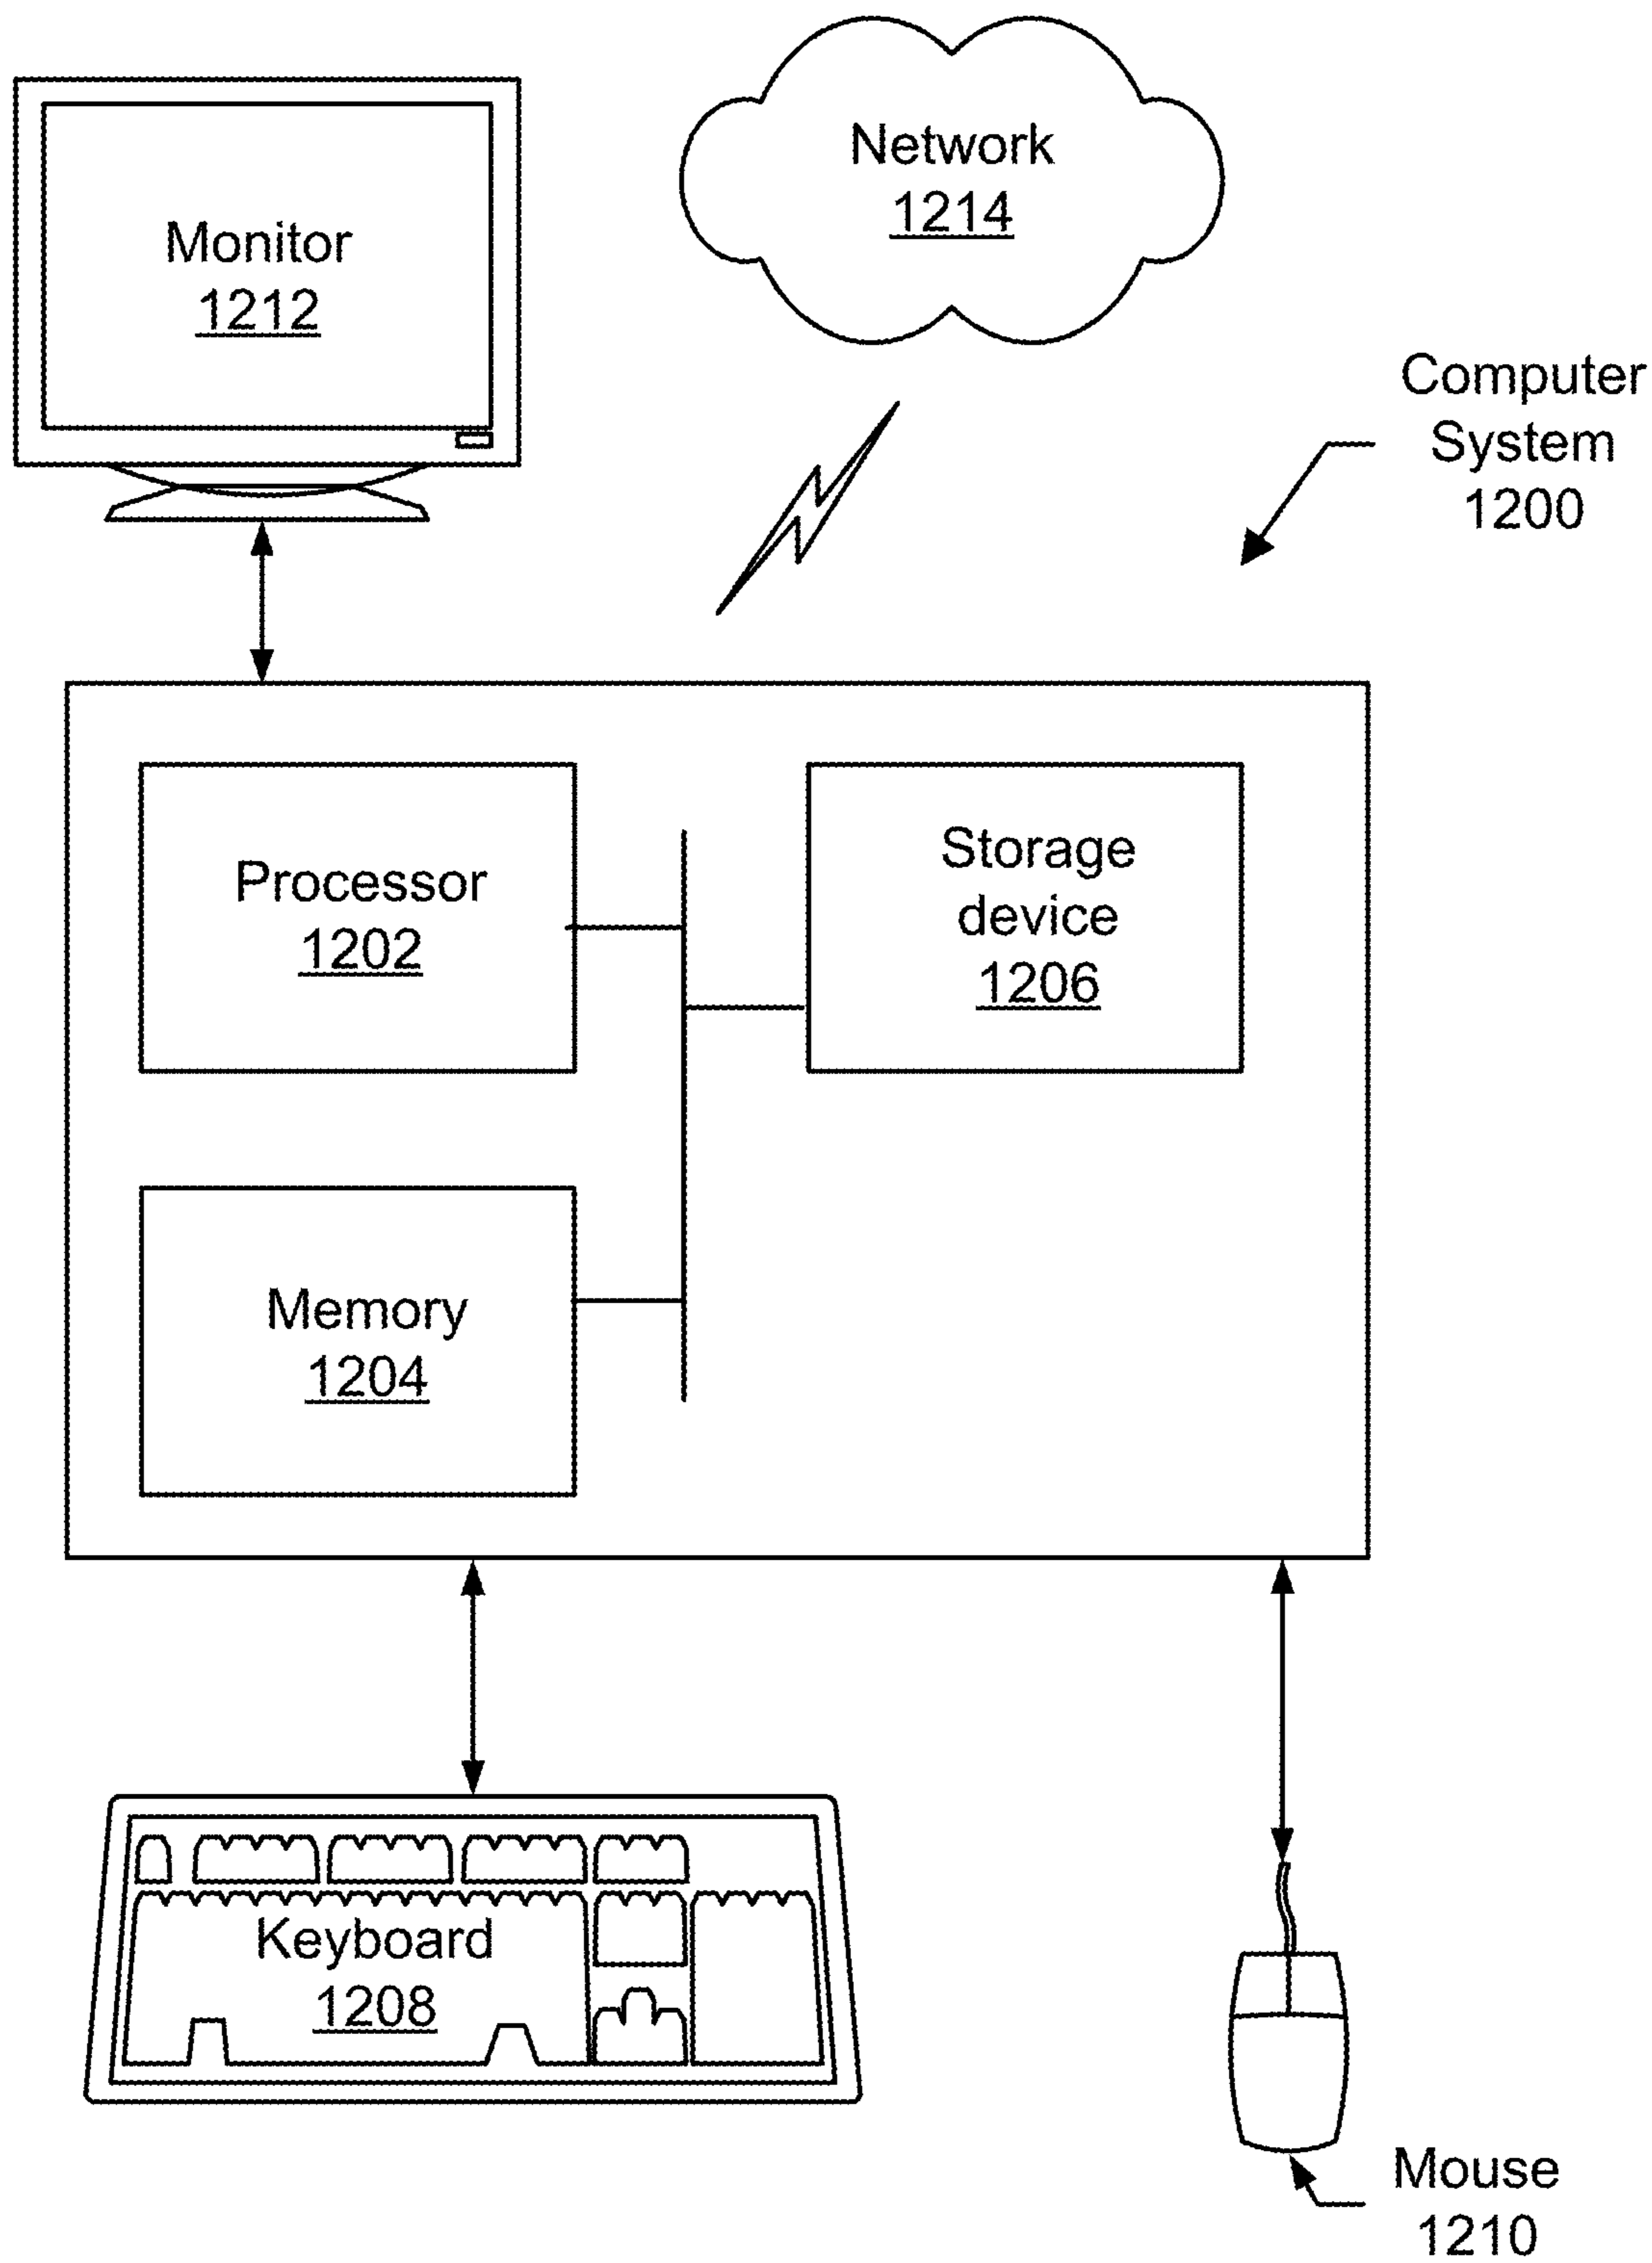 Network
1214
Monitor
1212
Computer
System
1200
Processor
1202
Storage
device
1206
Memory
1204
Keyboard
1208
Mouse
1210